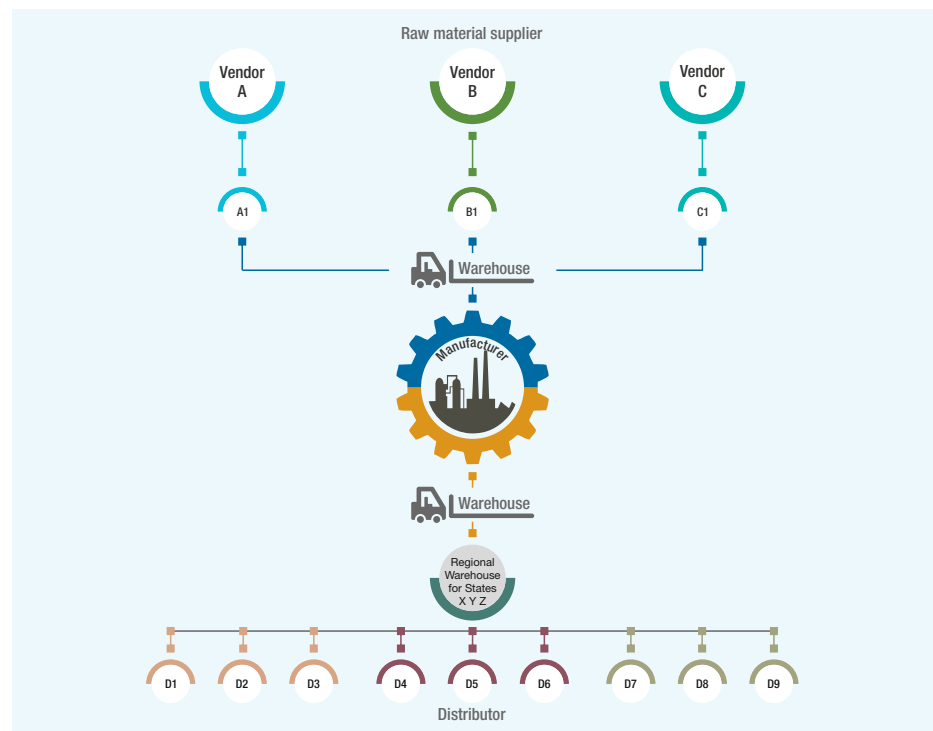 Raw material supplier
Vendor
A
Vendor
B
Vendor
C
A1
B1
C1
Warehouse
Manufacturer
Warehouse
Regional
Warehouse
for States
X Y Z
D1
D2
D3
D4
D5
D6
D7
D8
D9
Distributor